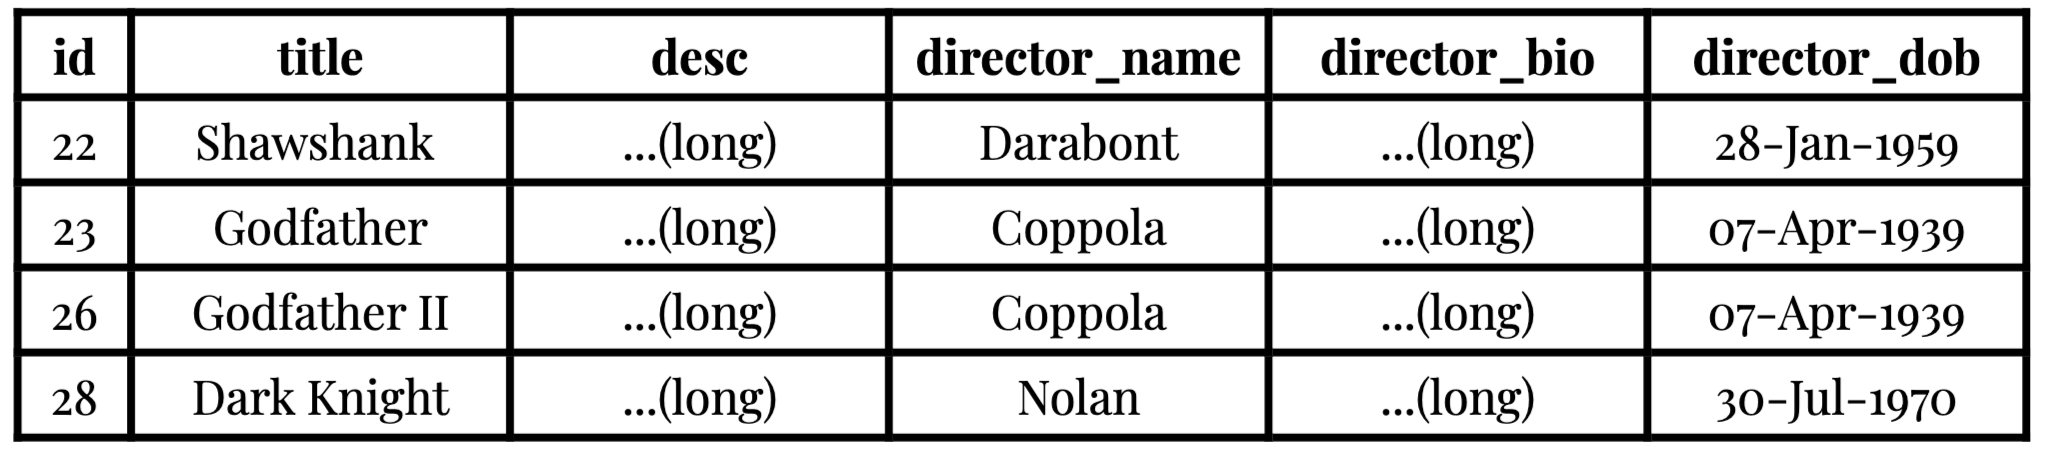 id title desc director_name director_bio director_dob
22 Shawshank ...(long) Darabont ...(long) 28-Jan-1959
23 Godfather ...(long) Coppola ...(long) 07-Apr-1939
26 Godfather II ...(long) Coppola ...(long) 07-Apr-1939
28 Dark Knight ...(long) Nolan ...(long) 30-Jul-1970